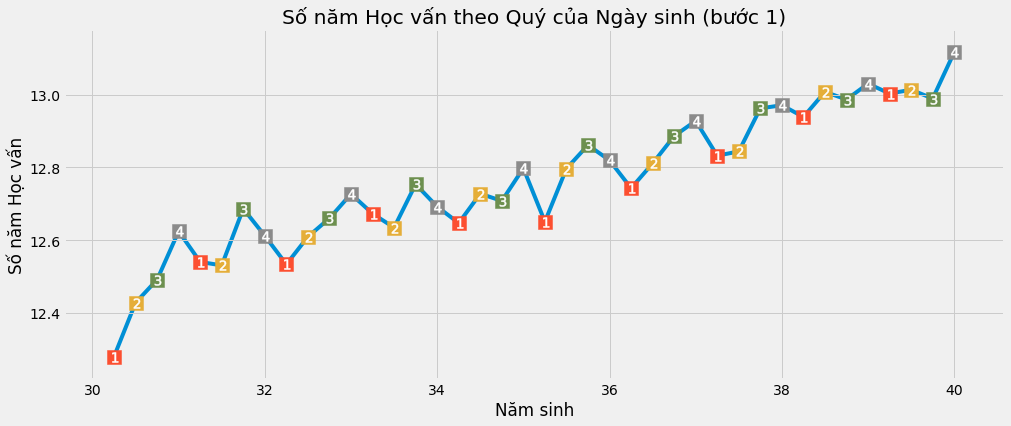 Số năm Học vấn theo Quý của Ngày sinh (bước 1)
Số năm Học vấn
13.0
12.8
12.6
12.4
1 2 3 4 1 2 3 4 1 2 3 4 1 2 3 4 1 2 3 4 1 2 3 4 1 2 3 4 1 2 3 4 1 2 3 4 1 2 3 4
30 32 34 36 38 40
Năm sinh